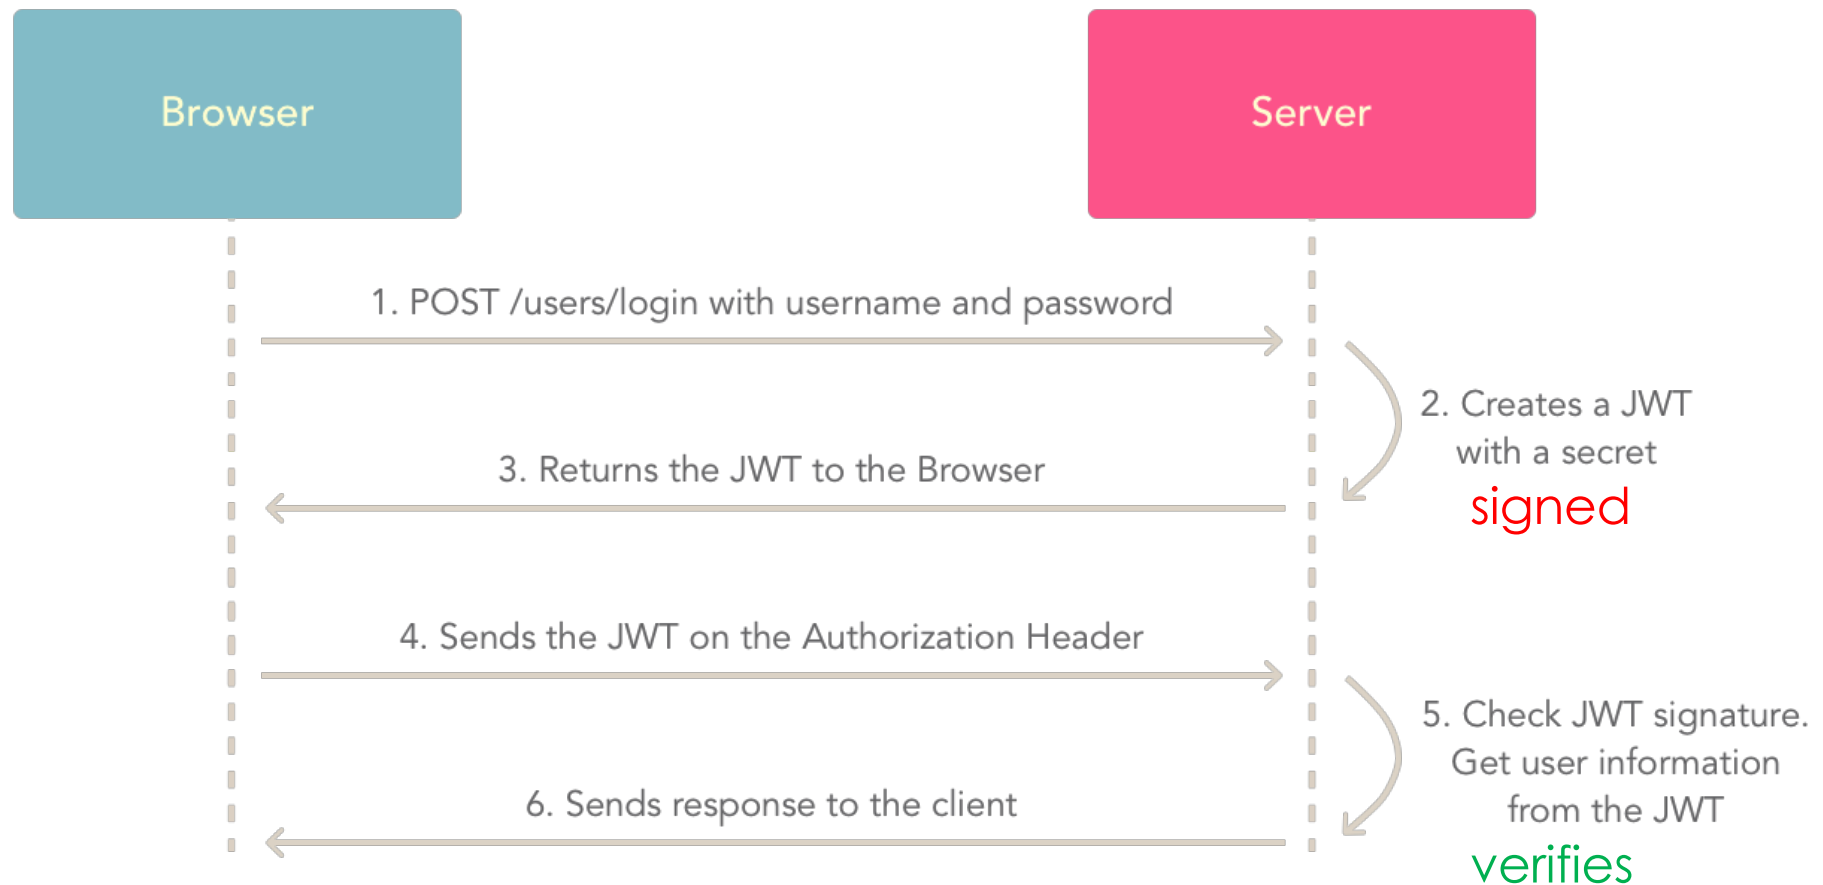 Browser
Server
1. POST /users/login with username and password
2. Creates a JWT
with a secret
signed
3. Returns the JWT to the Browser
4. Sends the JWT on the Authorization Header
5. Check JWT signature.
Get user information
from the JWT
verifies
6. Sends response to the client